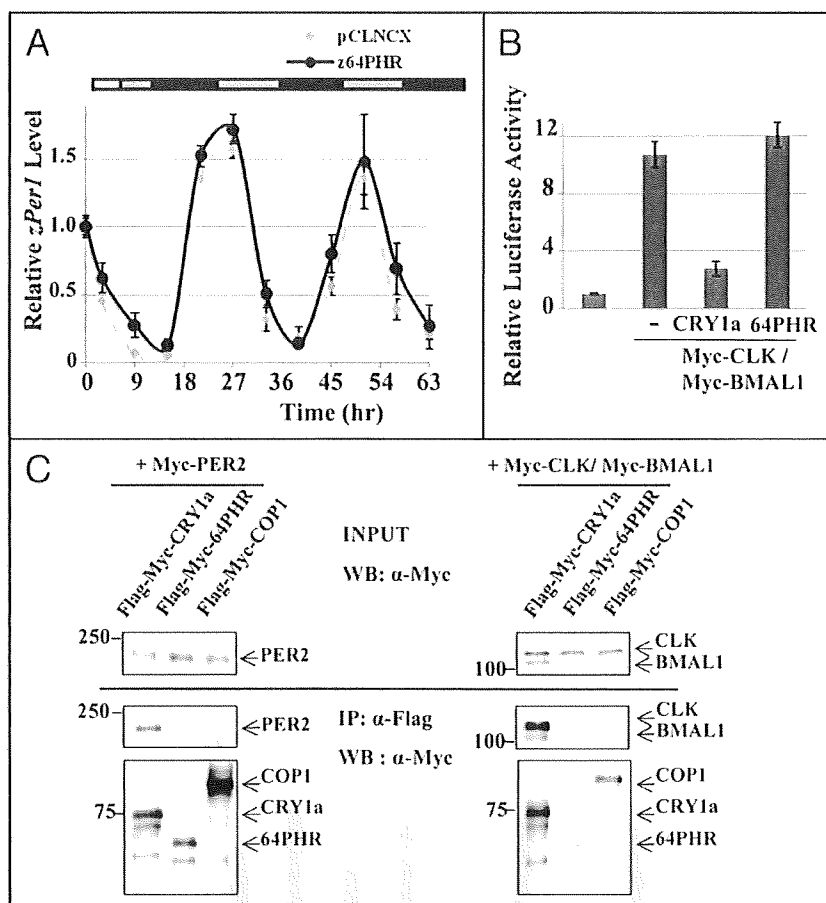 A
pCLNCX
z64PHR
Relative zPer1 Level
1.5
1.0
0.5
0
0 9 18 27 36 45 54 63
Time (hr)
B
Relative Luciferase Activity
12
8
4
0
- CRY1a 64PHR
Myc-CLK /
Myc-BMAL1
C
+ Myc-PER2
+ Myc-CLK/ Myc-BMAL1
Flag-Myc-CRY1a
Flag-Myc-64PHR
Flag-Myc-COP1
INPUT
WB: α-Myc
Flag-Myc-CRY1a
Flag-Myc-64PHR
Flag-Myc-COP1
250
PER2
100
CLK
BMAL1
250
PER2
IP: α-Flag
WB : α-Myc
100
CLK
BMAL1
75
COP1
CRY1a
64PHR
75
COP1
CRY1a
64PHR